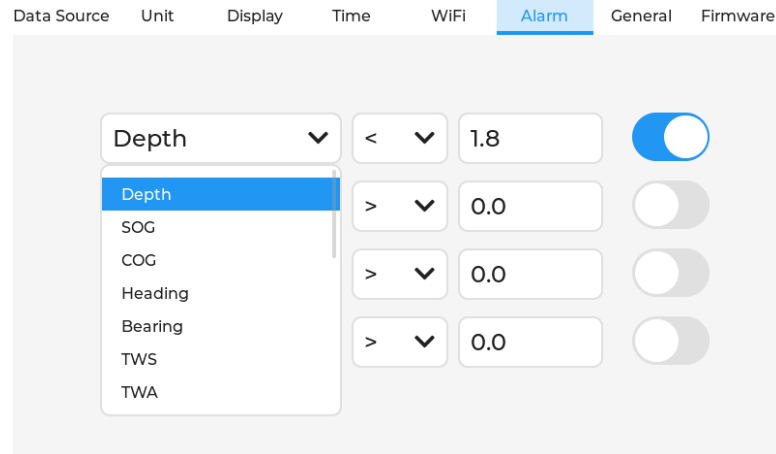 Data Source Unit Display Time WiFi Alarm General Firmware
Depth < 1.8
Depth > 0.0
SOG
COG > 0.0
Heading
Bearing > 0.0
TWS
TWA